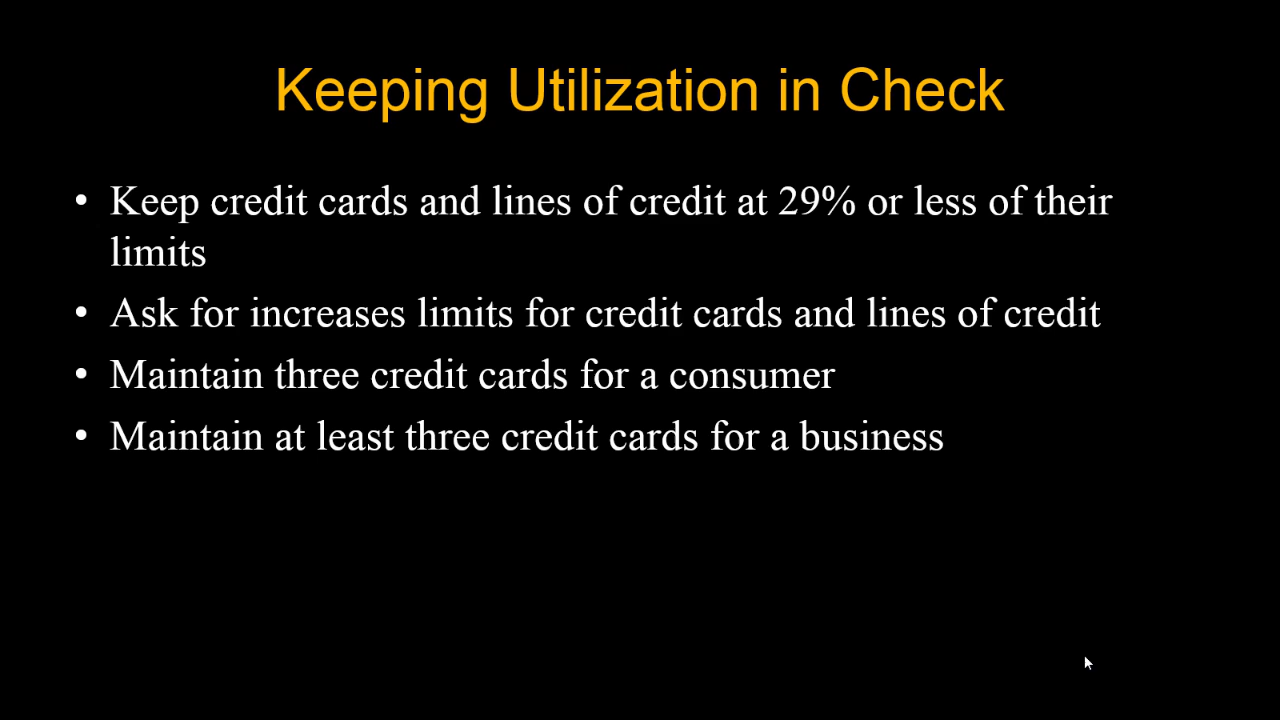 Keeping Utilization in Check
• Keep credit cards and lines of credit at 29% or less of their
limits
• Ask for increases limits for credit cards and lines of credit
• Maintain three credit cards for a consumer
• Maintain at least three credit cards for a business